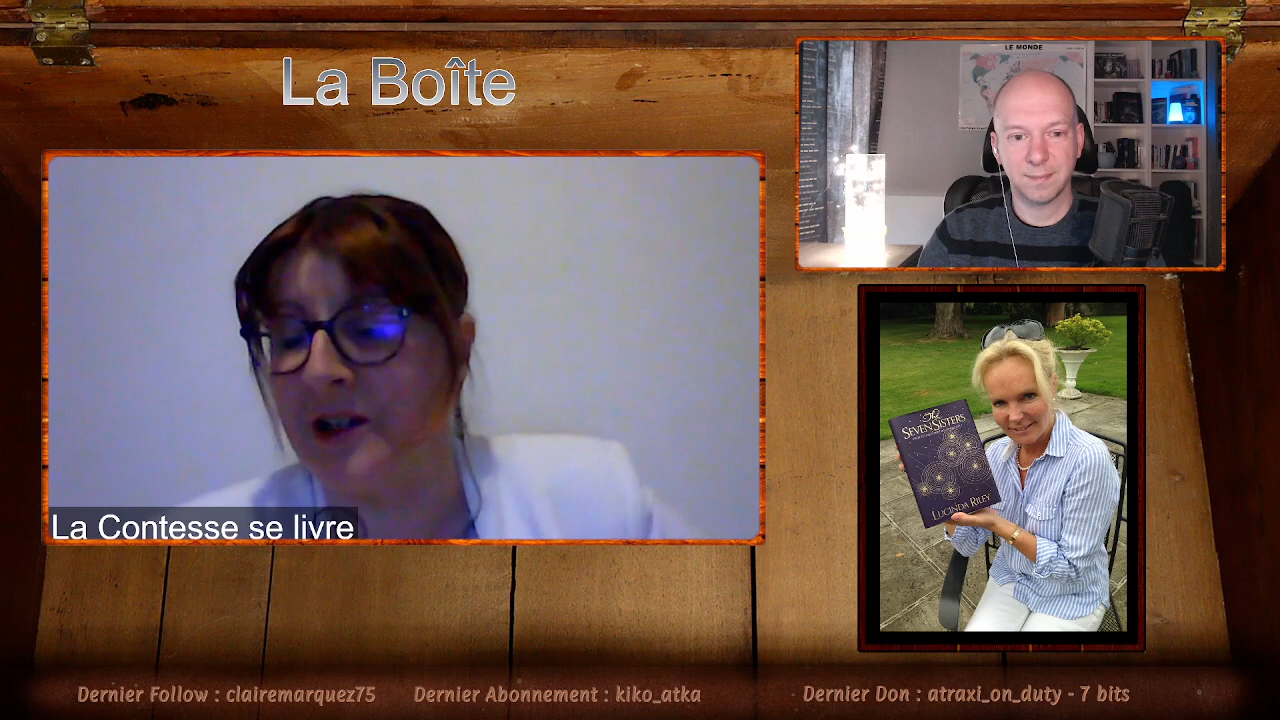 La Boîte
LE MONDE
La Contesse se livre
The
SEVEN SISTERS
LUCINDA RILEY
Dernier Follow : clairemarquez75
Dernier Abonnement : kiko_atka
Dernier Don : atraxi_on_duty - 7 bits